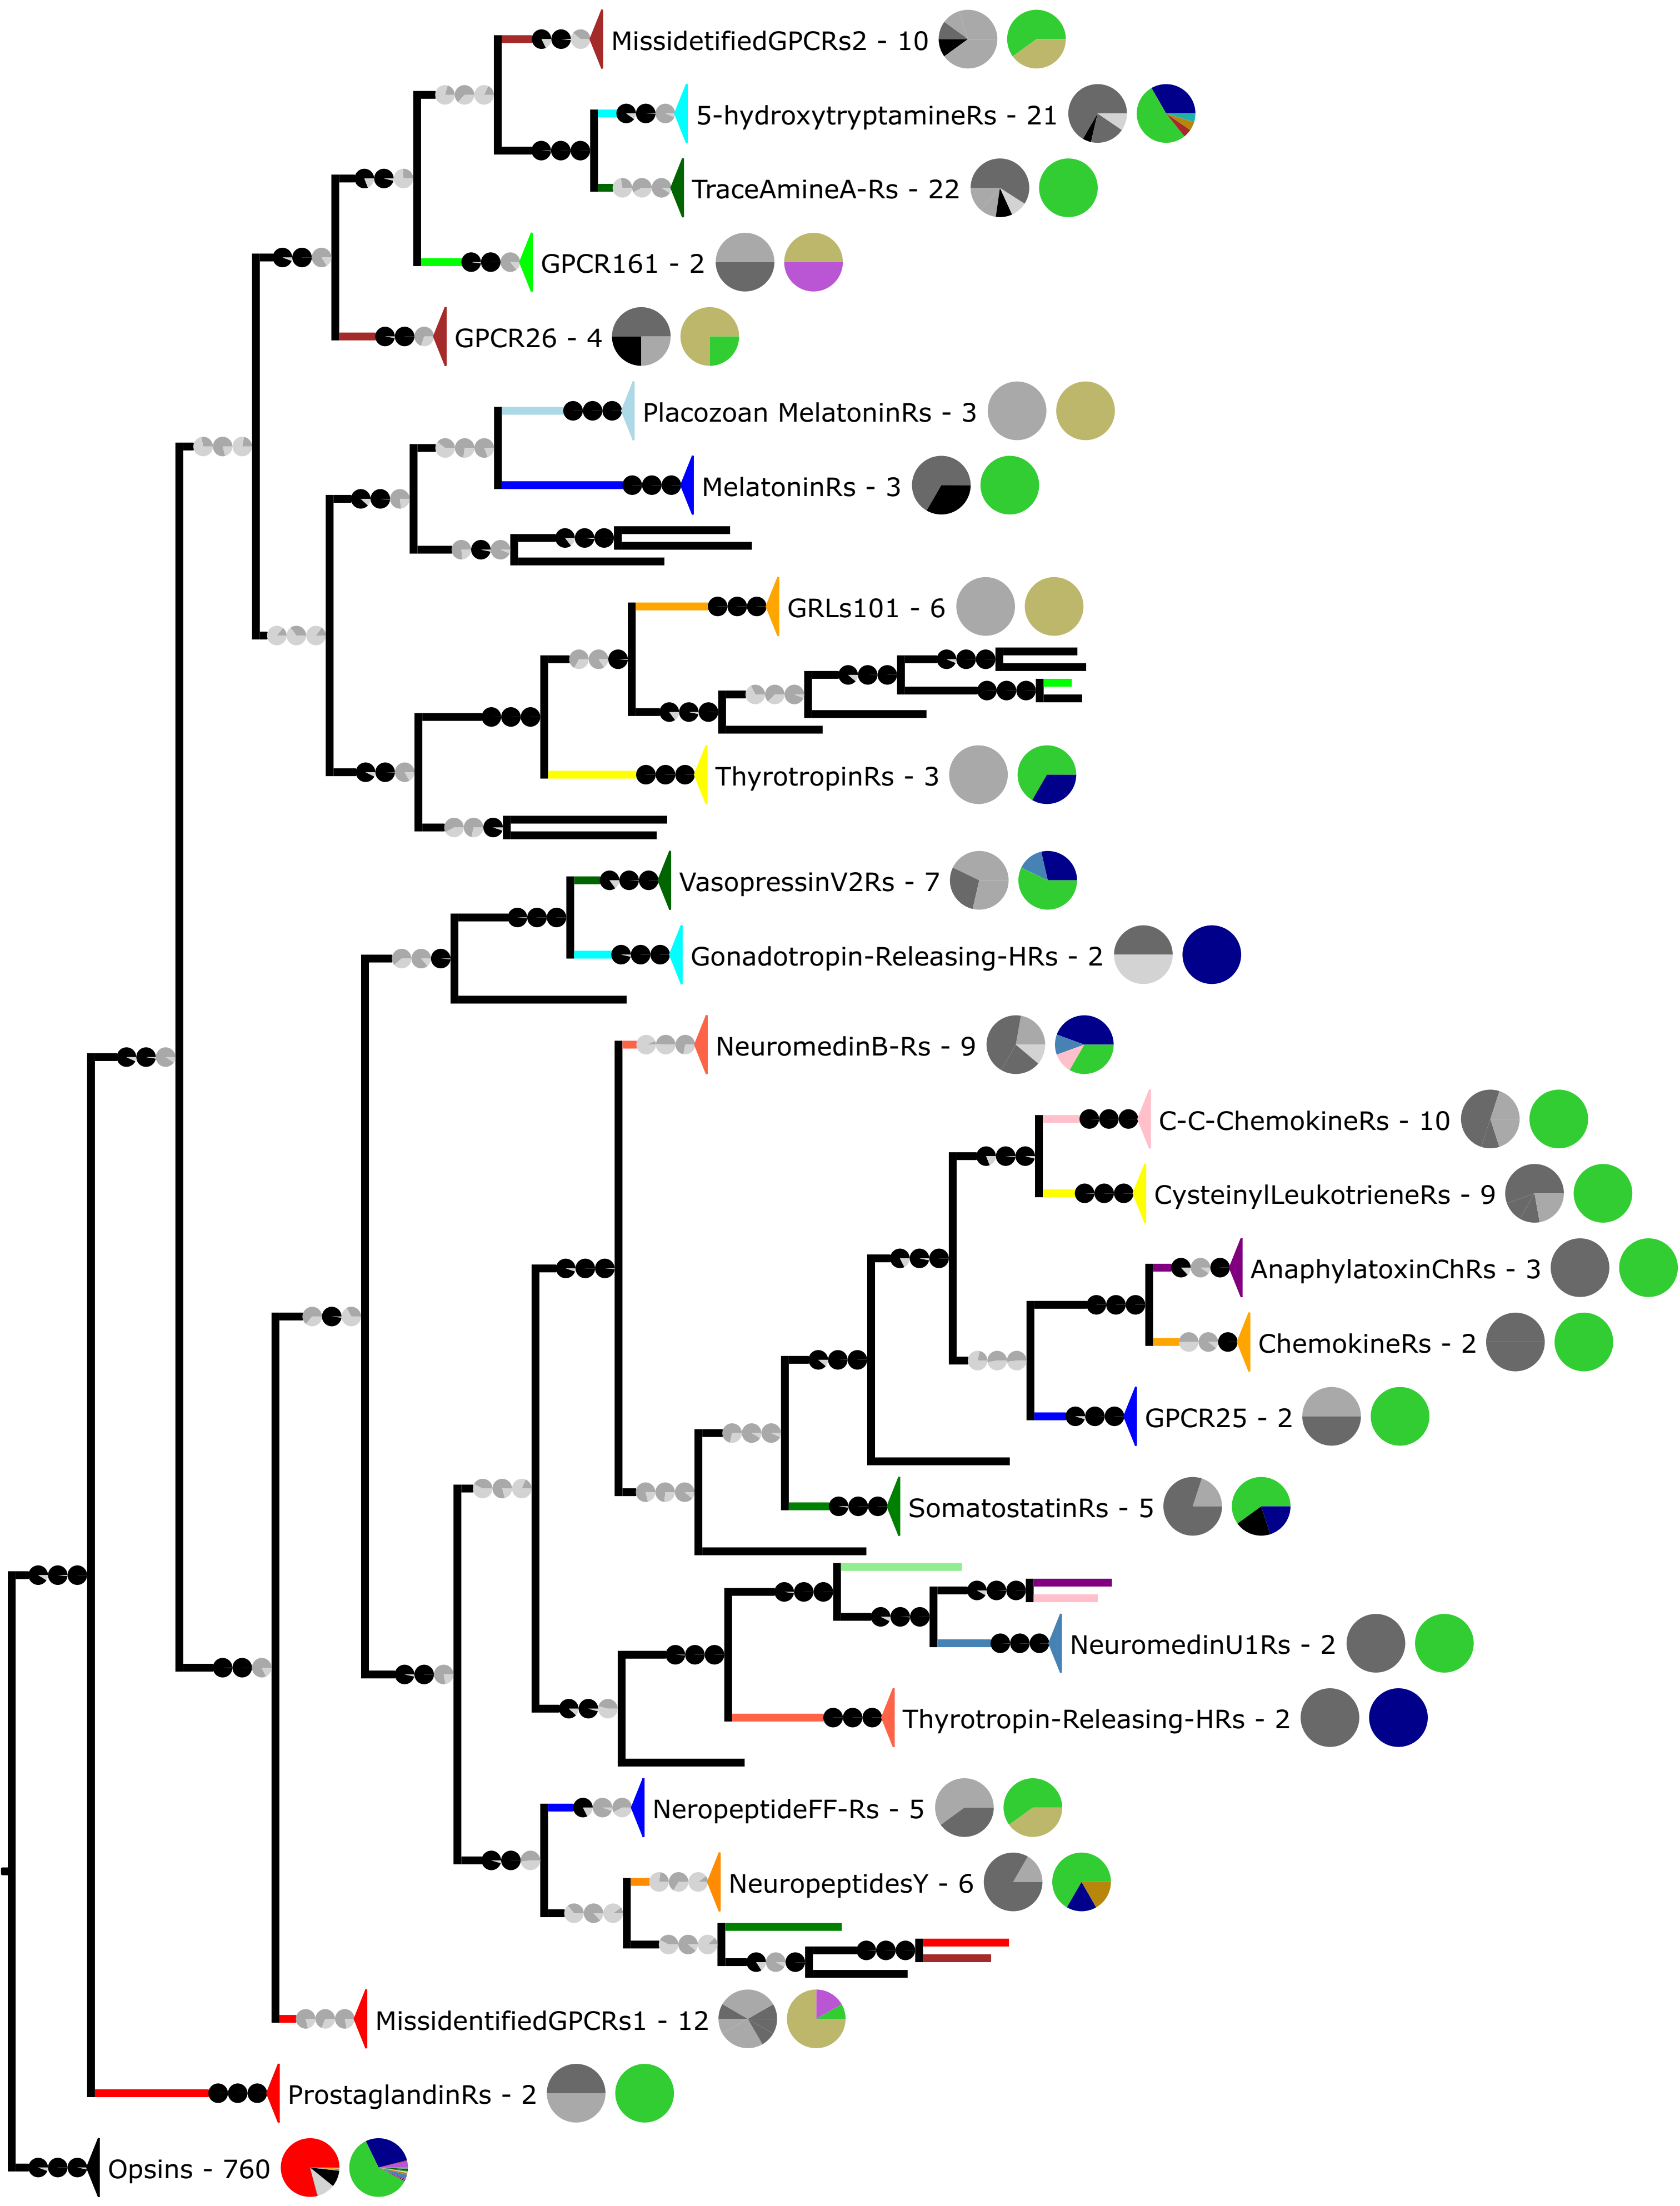 MissidetifiedGPCRs2 - 10
5-hydroxytryptamineRs - 21
TraceAmineA-Rs - 22
GPCR161 - 2
GPCR26 - 4
Placozoan MelatoninRs - 3
MelatoninRs - 3
GRLs101 - 6
ThyrotropinRs - 3
VasopressinV2Rs - 7
Gonadotropin-Releasing-HRs - 2
NeuromedinB-Rs - 9
C-C-ChemokineRs - 10
CysteinylLeukotrieneRs - 9
AnaphylatoxinChRs - 3
ChemokineRs - 2
GPCR25 - 2
SomatostatinRs - 5
NeuromedinU1Rs - 2
Thyrotropin-Releasing-HRs - 2
NeropeptideFF-Rs - 5
NeuropeptidesY - 6
MissidentifiedGPCRs1 - 12
ProstaglandinRs - 2
Opsins - 760